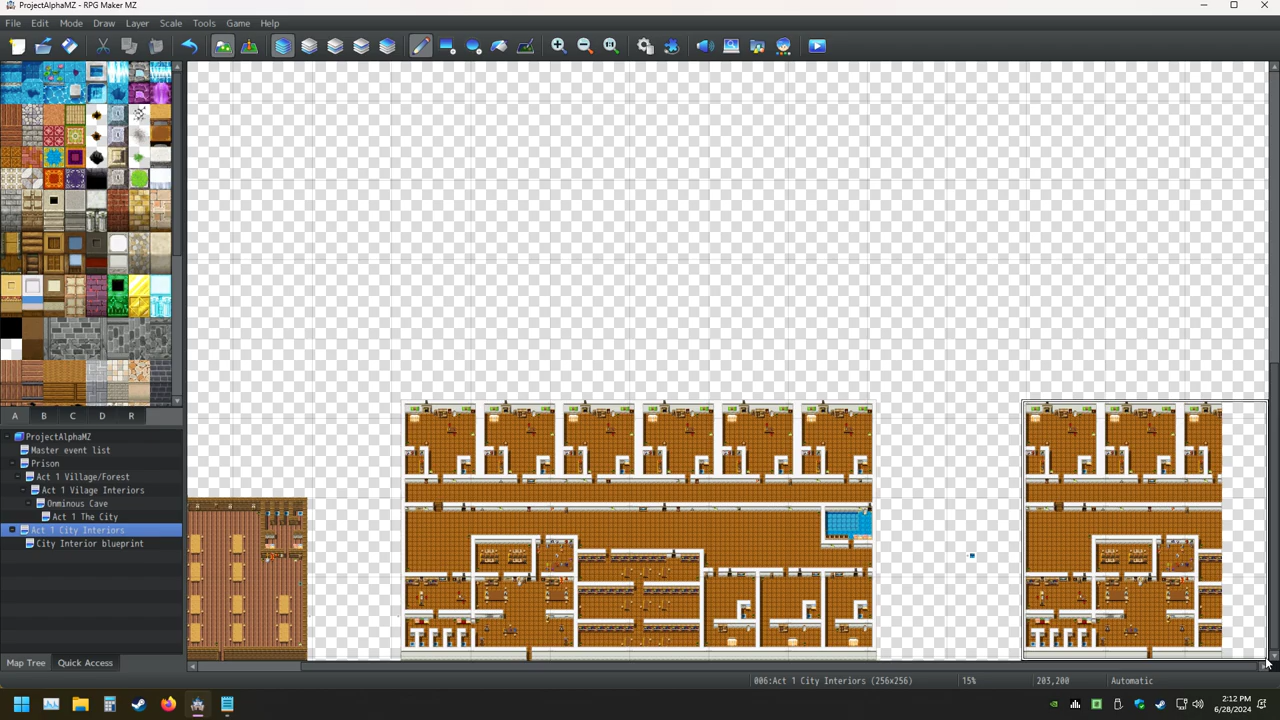 ProjectAlphaMZ - RPG Maker MZ
File Edit Mode Draw Layer Scale Tools Game Help
A B C D R
ProjectAlphaMZ
Master event list
Prison
Act 1 Village/Forest
Act 1 Vilage Interiors
Onminous Cave
Act 1 The City
Act 1 City Interiors
City Interior blueprint
Map Tree Quick Access
006:Act 1 City Interiors (256x256) 15% 203,200 Automatic
2:12 PM
6/28/2024